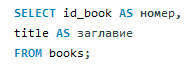 SELECT id_book AS номер,
title AS заглавие
FROM books;